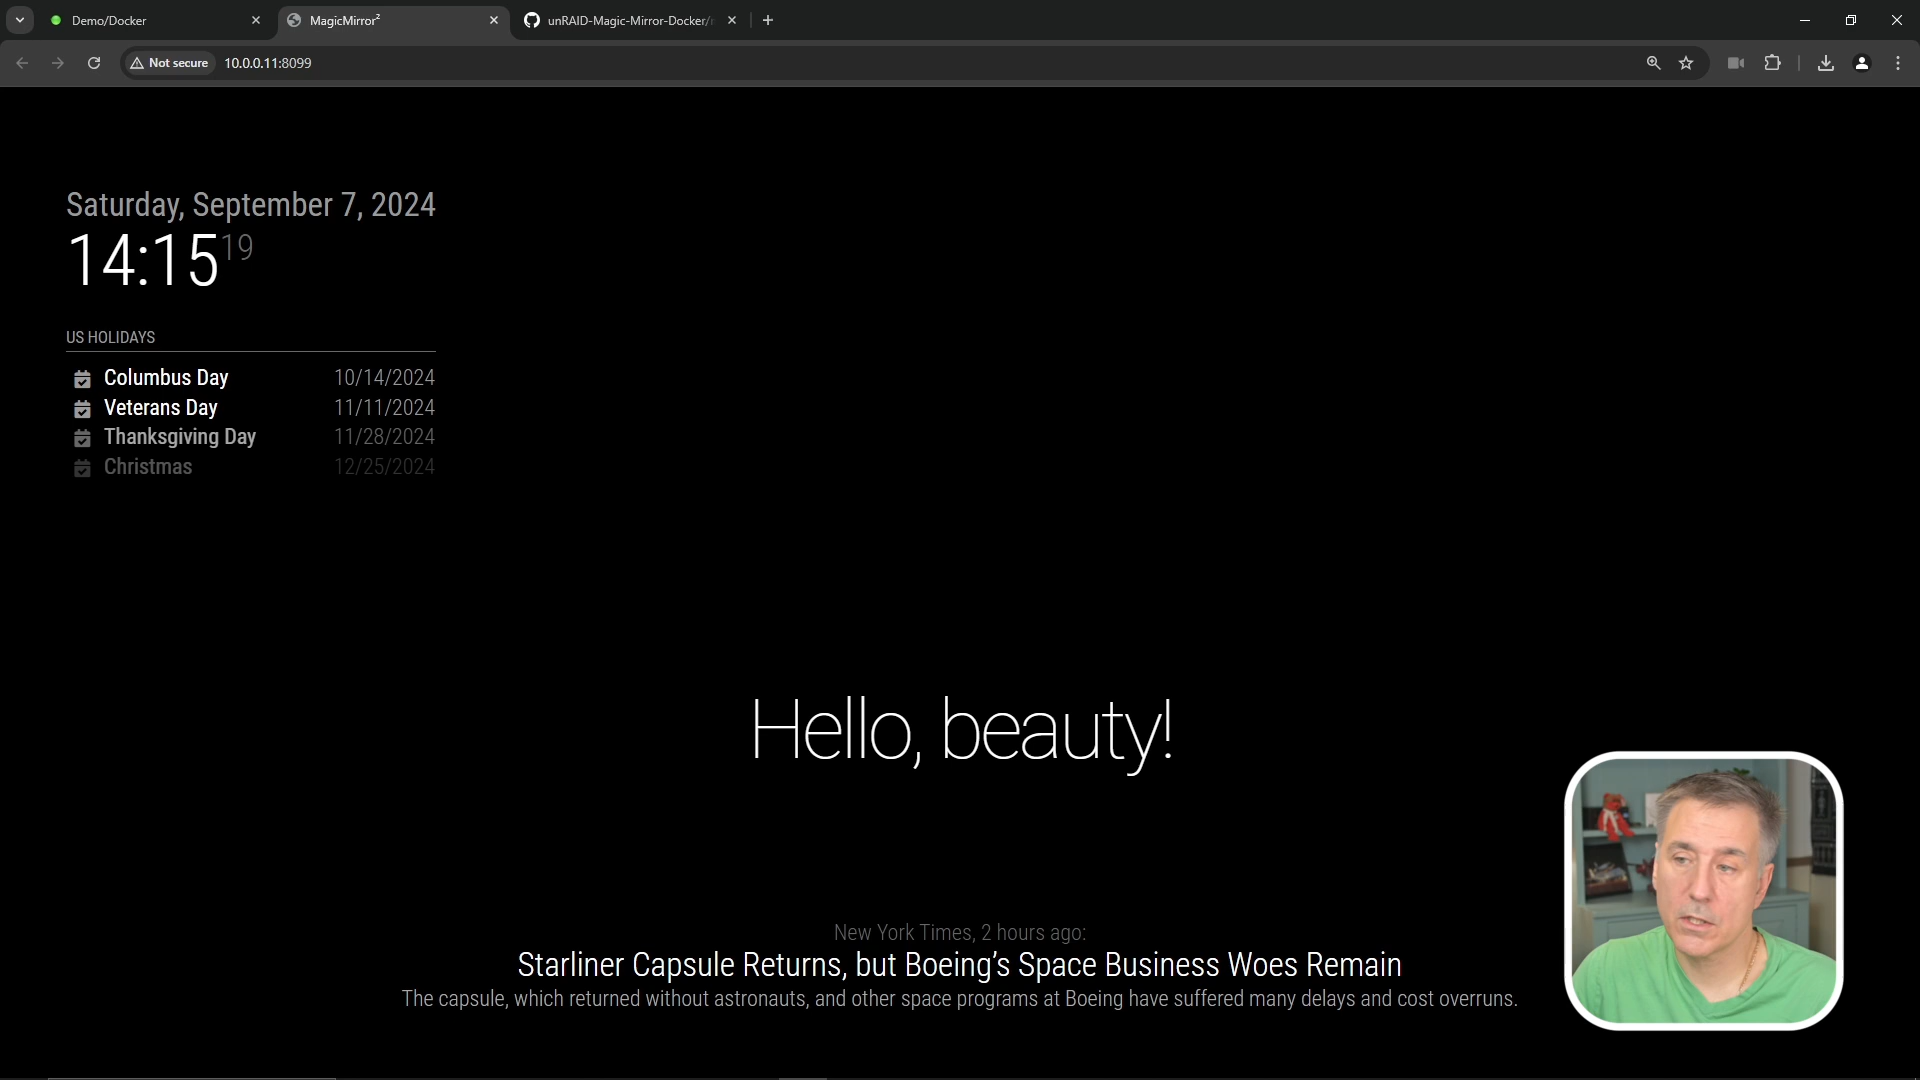 Demo/Docker
MagicMirror²
unRAID-Magic-Mirror-Docker/
Not secure
10.0.0.11:8099
Saturday, September 7, 2024
14:15 19
US HOLIDAYS
Columbus Day 10/14/2024
Veterans Day 11/11/2024
Thanksgiving Day 11/28/2024
Christmas 12/25/2024
Hello, beauty!
New York Times, 2 hours ago:
Starliner Capsule Returns, but Boeing’s Space Business Woes Remain
The capsule, which returned without astronauts, and other space programs at Boeing have suffered many delays and cost overruns.